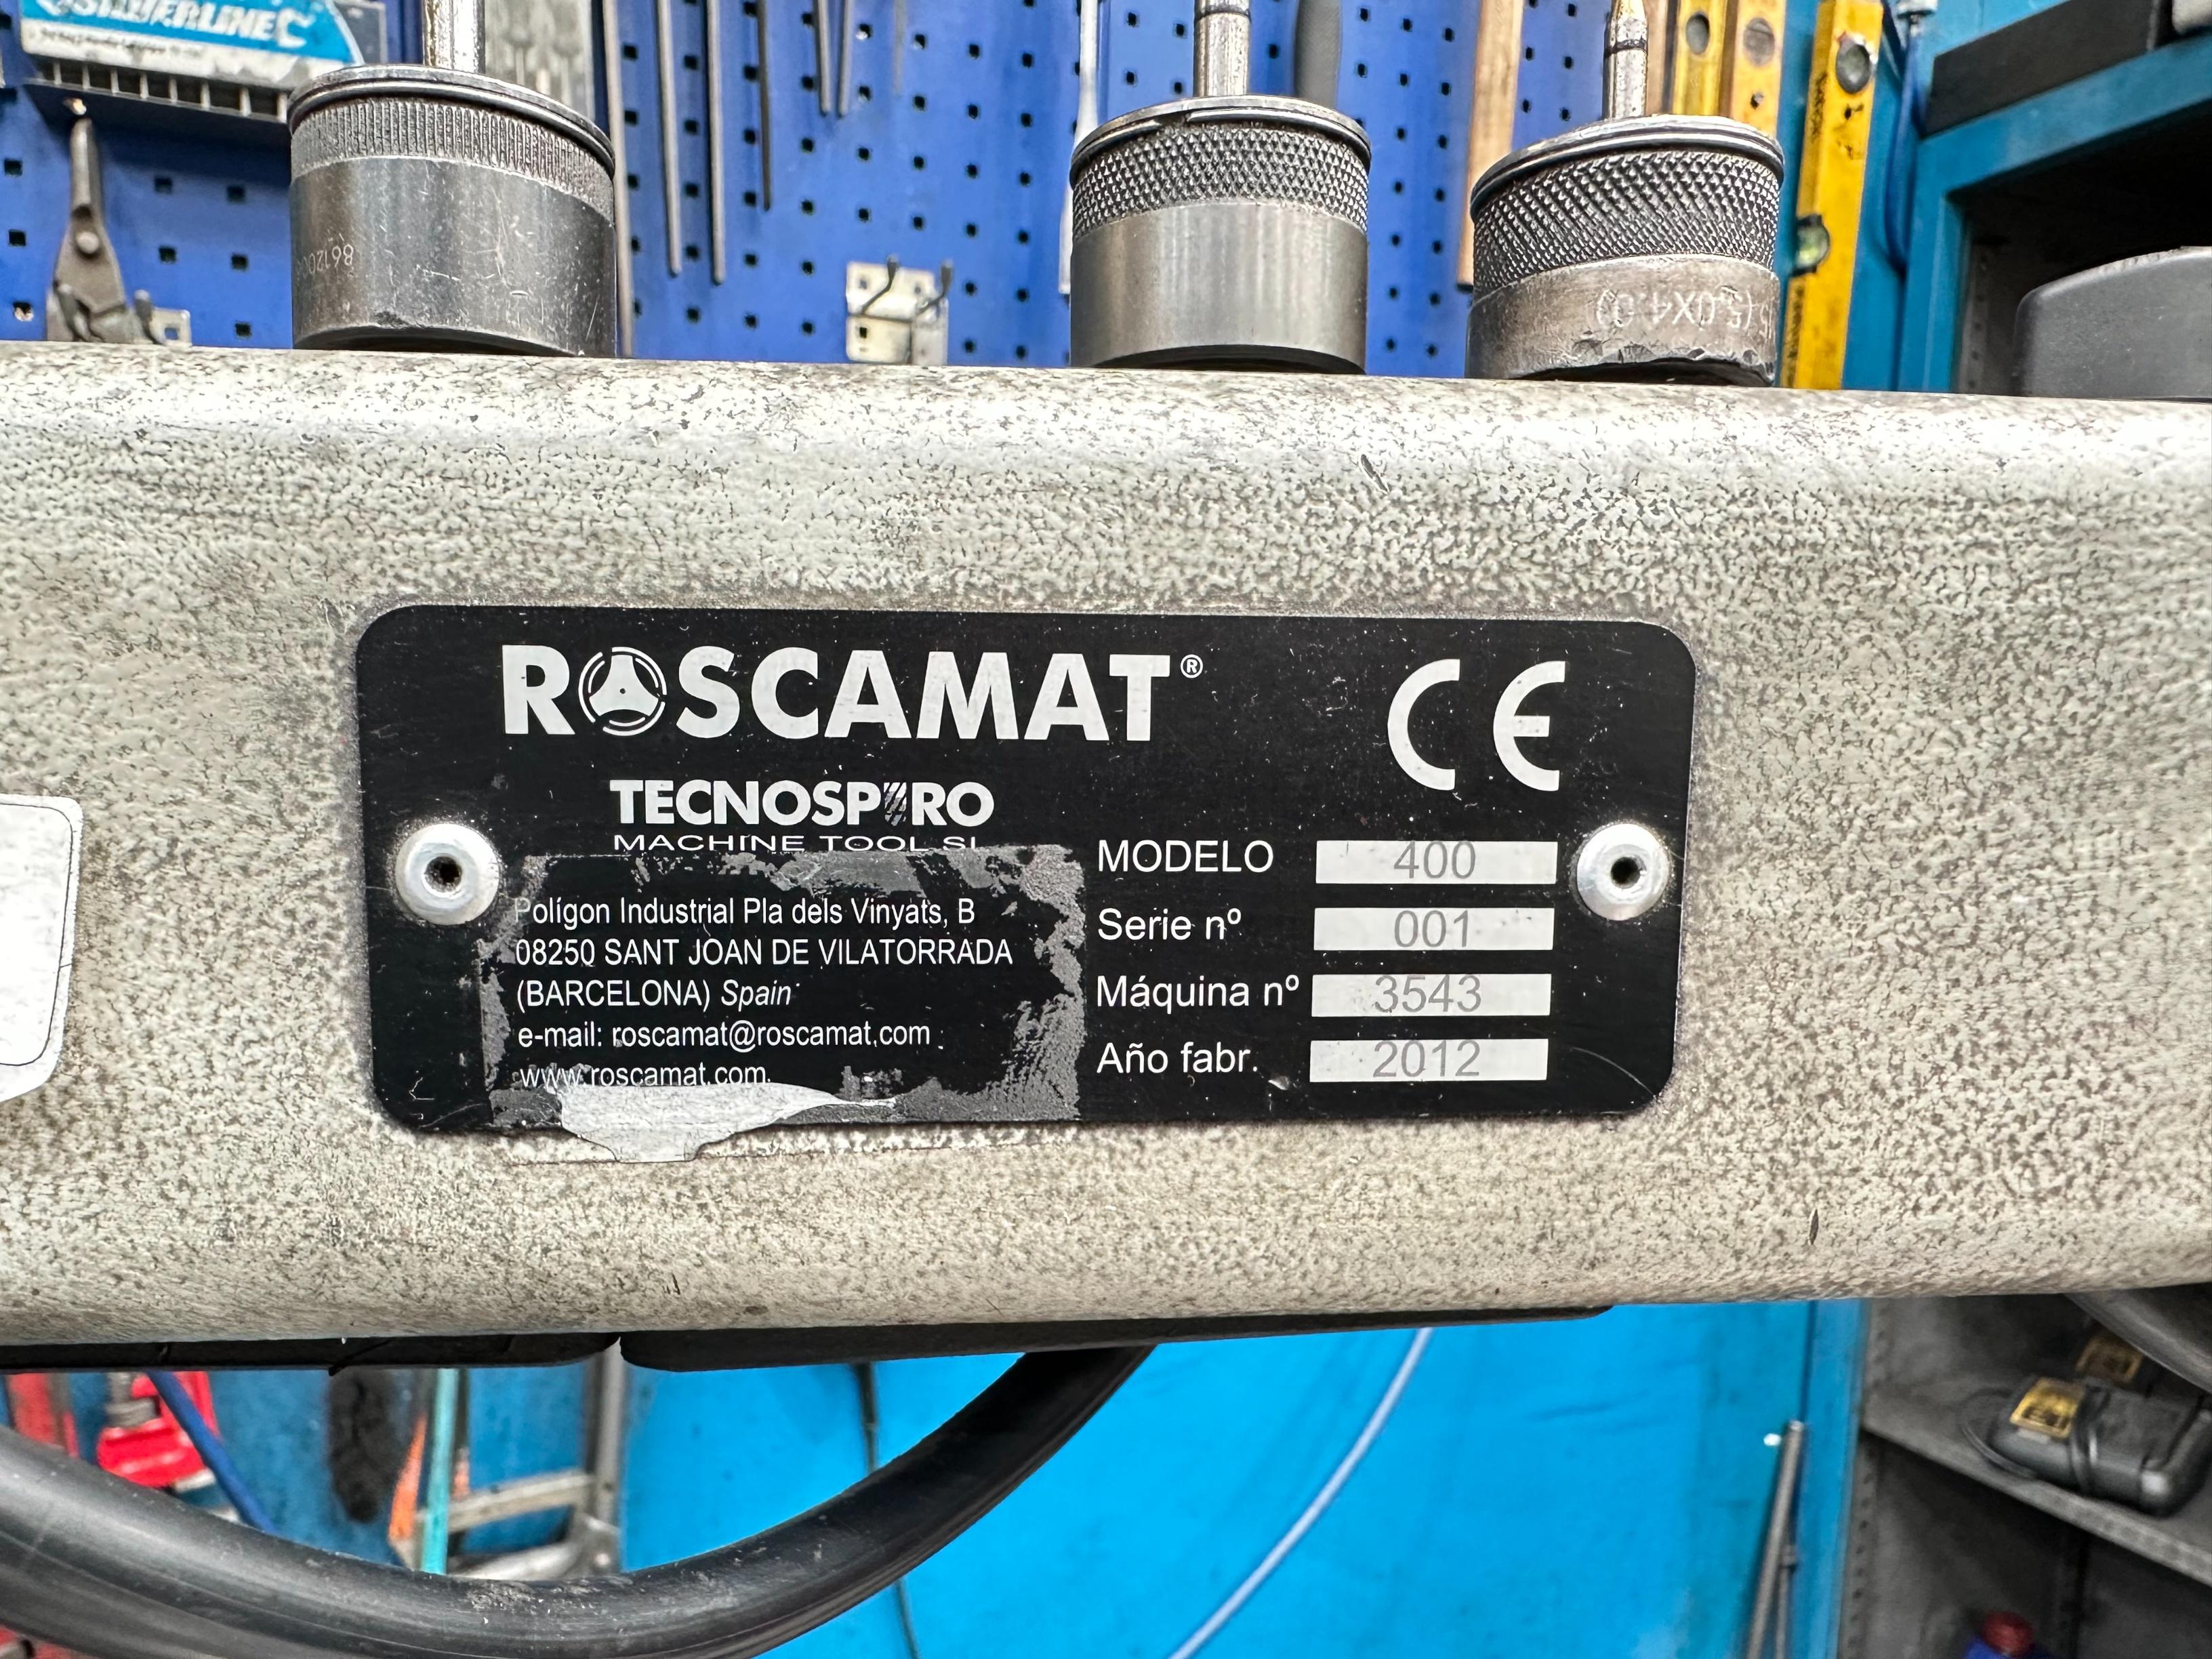 SILVERLINE
ROSCAMAT®
CE
TECNOSPIRO
MACHINE TOOL SL
Polígon Industrial Pla dels Vinyats, B
08250 SANT JOAN DE VILATORRADA
(BARCELONA) Spain
e-mail: roscamat@roscamat.com
www.roscamat.com
MODELO 400
Serie nº 001
Máquina nº 3543
Año fabr. 2012